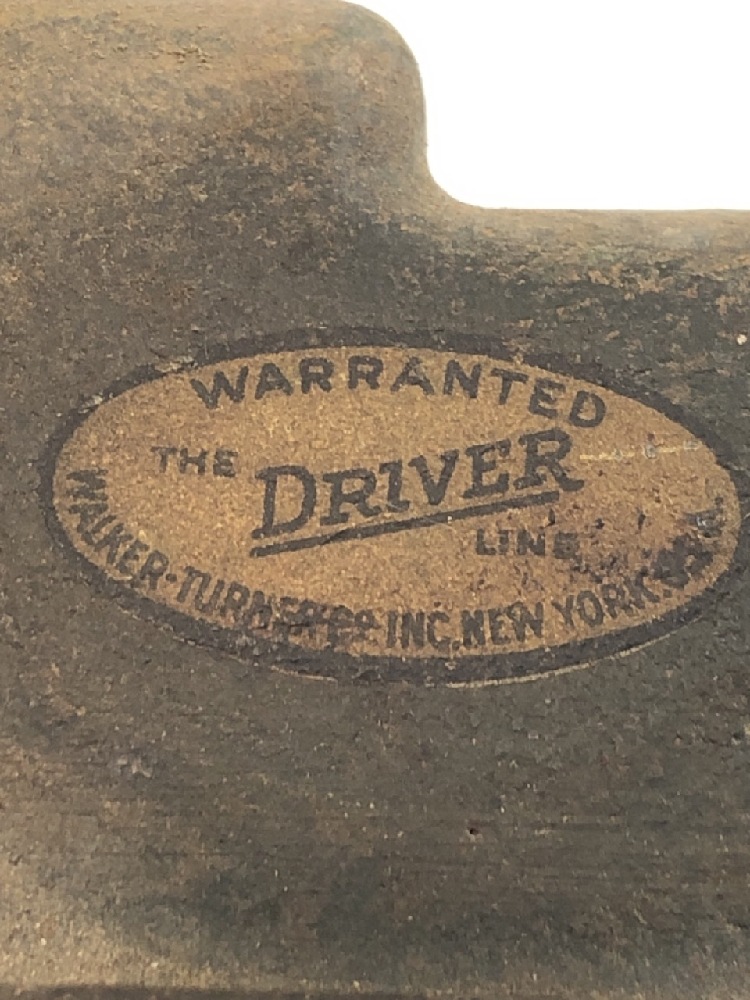 WARRANTED
THE
DRIVER
LINE
WALKER-TURNER CO INC. NEW YORK. U.S.A.